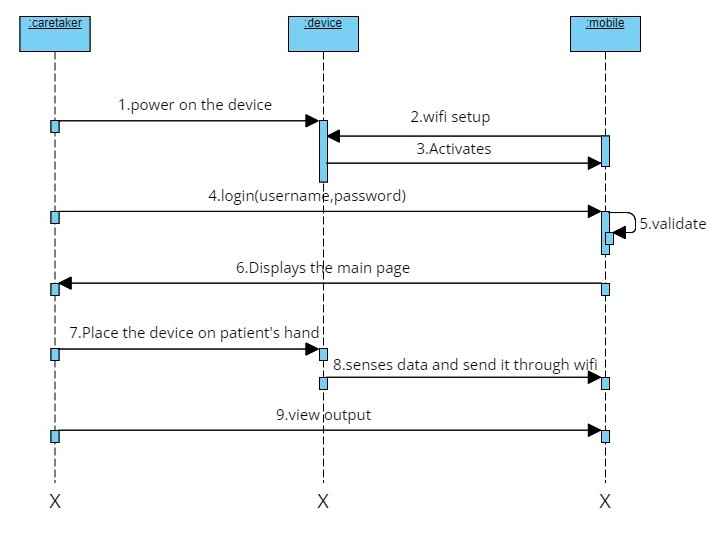 :caretaker
:device
:mobile
1.power on the device
2.wifi setup
3.Activates
4.login(username,password)
5.validate
6.Displays the main page
7.Place the device on patient's hand
8.senses data and send it through wifi
9.view output
X
X
X